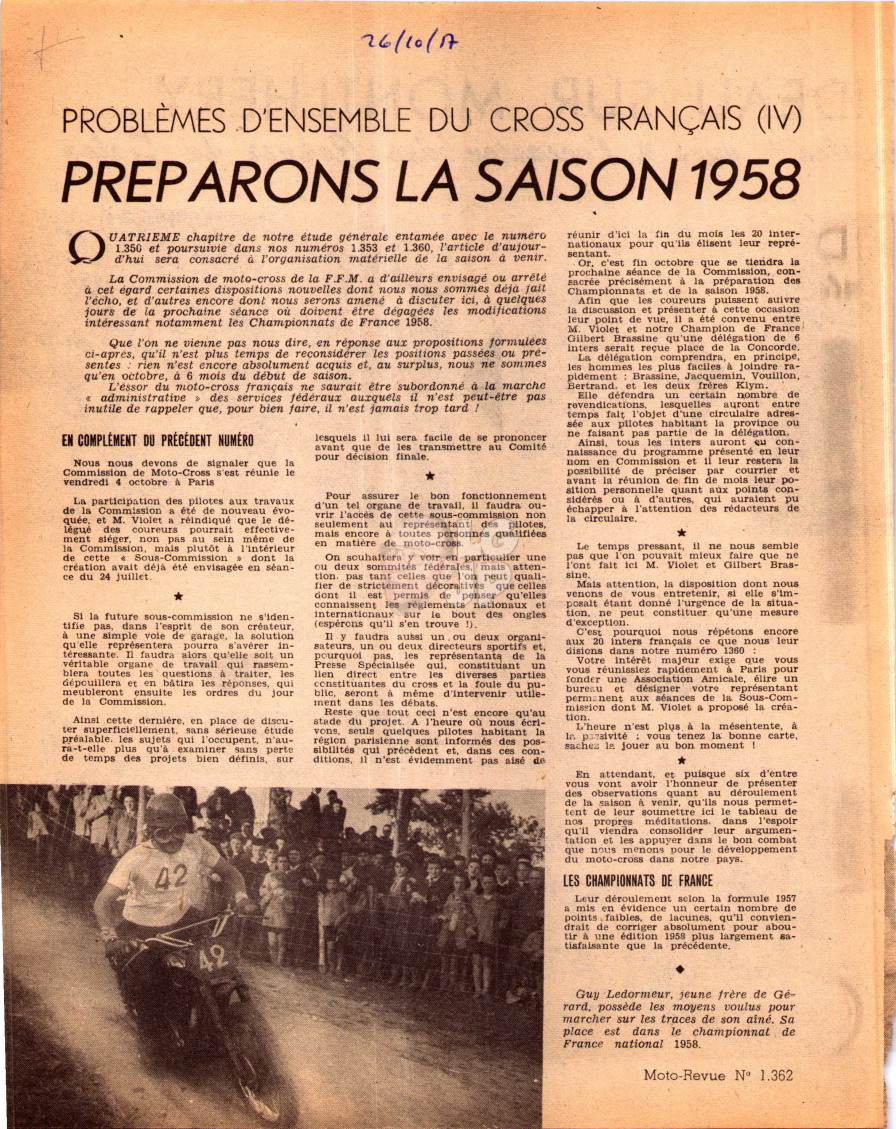 26/10/57
PROBLÈMES D'ENSEMBLE DU CROSS FRANÇAIS (IV)
PREPARONS LA SAISON 1958
QUATRIEME chapitre de notre étude générale entamée avec le numéro
1.350 et poursuivie dans nos numéros 1.353 et 1.360, l'article d'aujour-
d'hui sera consacré à l'organisation matérielle de la saison à venir.
La Commission de moto-cross de la F.F.M. a d'ailleurs envisagé ou arrêté
à cet égard certaines dispositions nouvelles dont nous nous sommes déjà fait
l'écho, et d'autres encore dont nous serons amené à discuter ici, à quelques
jours de la prochaine séance où doivent être dégagées les modifications
intéressant notamment les Championnats de France 1958.
Que l'on ne vienne pas nous dire, en réponse aux propositions formulées
ci-après, qu'il n'est plus temps de reconsidérer les positions passées ou pré-
sentes : rien n'est encore absolument acquis et, au surplus, nous ne sommes
qu'en octobre, à 6 mois du début de saison.
L'éssor du moto-cross français ne saurait être subordonné à la marche
« administrative » des services fédéraux auxquels il n'est peut-être pas
inutile de rappeler que, pour bien faire, il n'est jamais trop tard !
EN COMPLÉMENT DU PRÉCÉDENT NUMÉRO
Nous nous devons de signaler que la
Commission de Moto-Cross s'est réunie le
vendredi 4 octobre à Paris
La participation des pilotes aux travaux
de la Commission a été de nouveau évo-
quée, et M. Violet a réindiqué que le dé-
légué des coureurs pourrait effective-
ment siéger, non pas au sein même de
la Commission, mais plutôt à l'intérieur
de cette « Sous-Commission » dont la
création avait déjà été envisagée en séan-
ce du 24 juillet.
★
Si la future sous-commission ne s'iden-
tifie pas, dans l'esprit de son créateur,
à une simple voie de garage, la solution
qu'elle représentera pourra s'avérer in-
téressante. Il faudra alors qu'elle soit un
véritable organe de travail qui rassem-
blera toutes les questions à traiter, les
dépouillera et en bâtira les réponses, qui
meubleront ensuite les ordres du jour
de la Commission.
Ainsi cette dernière, en place de discu-
ter superficiellement, sans sérieuse étude
préalable, les sujets qui l'occupent, n'au-
ra-t-elle plus qu'à examiner sans perte
de temps des projets bien définis, sur
lesquels il lui sera facile de se prononcer
avant que de les transmettre au Comité
pour décision finale.
★
Pour assurer le bon fonctionnement
d'un tel organe de travail, il faudra ou-
vrir l'accès de cette sous-commission non
seulement au représentant des pilotes,
mais encore à toutes personnes qualifiées
en matière de moto-cross.
On souhaitera y voir en particulier une
ou deux sommités fédérales, mais atten-
tion, pas tant celles que l'on peut quali-
fier de strictement décoratives que celles
dont il est permis de penser qu'elles
connaissent les règlements nationaux et
internationaux sur le bout des ongles
(espérons qu'il s'en trouve !).
Il y faudra aussi un ou deux organi-
sateurs, un ou deux directeurs sportifs et,
pourquoi pas, les représentants de la
Presse Spécialisée qui, constituant un
lien direct entre les diverses parties
constituantes du cross et la foule du pu-
blic, seront à même d'intervenir utile-
ment dans les débats.
Reste que tout ceci n'est encore qu'au
stade du projet. A l'heure où nous écri-
vons, seuls quelques pilotes habitant la
région parisienne sont informés des pos-
sibilités qui précédent et, dans ces con-
ditions, il n'est évidemment pas aisé de
réunir d'ici la fin du mois les 20 inter-
nationaux pour qu'ils élisent leur repré-
sentant.
Or, c'est fin octobre que se tiendra la
prochaine séance de la Commission, con-
sacrée précisément à la préparation des
Championnats et de la saison 1958.
Afin que les coureurs puissent suivre
la discussion et présenter à cette occasion
leur point de vue, il a été convenu entre
M. Violet et notre Champion de France
Gilbert Brassine qu'une délégation de 6
inters serait reçue place de la Concorde.
La délégation comprendra, en principe,
les hommes les plus faciles à joindre ra-
pidement : Brassine, Jacquemin, Vouillon,
Bertrand, et les deux frères Klym.
Elle défendra un certain nombre de
revendications, lesquelles auront entre
temps fait l'objet d'une circulaire adres-
sée aux pilotes habitant la province ou
ne faisant pas partie de la délégation.
Ainsi, tous les inters auront eu con-
naissance du programme présenté en leur
nom en Commission et il leur restera la
possibilité de préciser par courrier et
avant la réunion de fin de mois leur po-
sition personnelle quant aux points con-
sidérés ou à d'autres, qui auraient pu
échapper à l'attention des rédacteurs de
la circulaire.
★
Le temps pressant, il ne nous semble
pas que l'on pouvait mieux faire que ne
l'ont fait ici M. Violet et Gilbert Bras-
sine.
Mais attention, la disposition dont nous
venons de vous entretenir, si elle s'im-
posait étant donné l'urgence de la situa-
tion, ne peut constituer qu'une mesure
d'exception.
C'est pourquoi nous répétons encore
aux 20 inters français ce que nous leur
disions dans notre numéro 1360 :
Votre intérêt majeur exige que vous
vous réunissiez rapidement à Paris pour
fonder une Association Amicale, élire un
bureau et désigner votre représentant
permanent aux séances de la Sous-Com-
mission dont M. Violet a proposé la créa-
tion.
L'heure n'est plus à la mésentente, à
la passivité ; vous tenez la bonne carte,
sachez la jouer au bon moment !
★
En attendant, et puisque six d'entre
vous vont avoir l'honneur de présenter
des observations quant au déroulement
de la saison à venir, qu'ils nous permet-
tent de leur soumettre ici le tableau de
nos propres méditations, dans l'espoir
qu'il viendra consolider leur argumen-
tation et les appuyer dans le bon combat
que nous menons pour le développement
du moto-cross dans notre pays.
LES CHAMPIONNATS DE FRANCE
Leur déroulement selon la formule 1957
a mis en évidence un certain nombre de
points faibles, de lacunes, qu'il convien-
drait de corriger absolument pour abou-
tir à une édition 1958 plus largement sa-
tisfaisante que la précédente.
◆
Guy Ledormeur, jeune frère de Gé-
rard, possède les moyens voulus pour
marcher sur les traces de son aîné. Sa
place est dans le championnat de
France national 1958.
42
42
Moto-Revue Nº 1.362